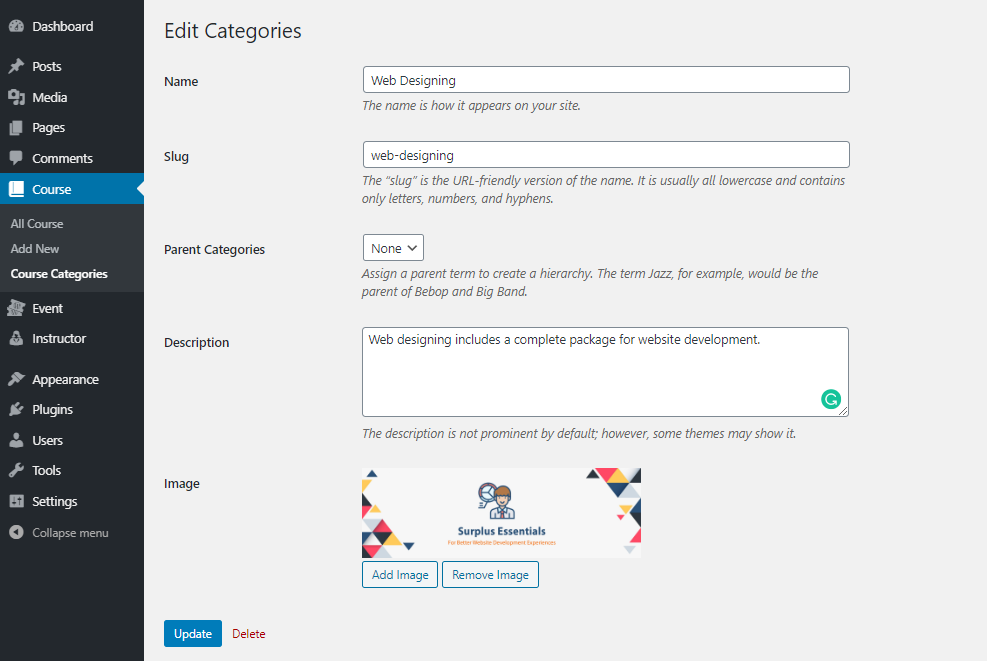 Dashboard
Posts
Media
Pages
Comments
Course
All Course
Add New
Course Categories
Event
Instructor
Appearance
Plugins
Users
Tools
Settings
Collapse menu
Edit Categories
Name
Web Designing
The name is how it appears on your site.
Slug
web-designing
The “slug” is the URL-friendly version of the name. It is usually all lowercase and contains
only letters, numbers, and hyphens.
Parent Categories
None
Assign a parent term to create a hierarchy. The term Jazz, for example, would be the
parent of Bebop and Big Band.
Description
Web designing includes a complete package for website development.
The description is not prominent by default; however, some themes may show it.
Image
Surplus Essentials
For Better Website Development Experiences
Add Image
Remove Image
Update
Delete